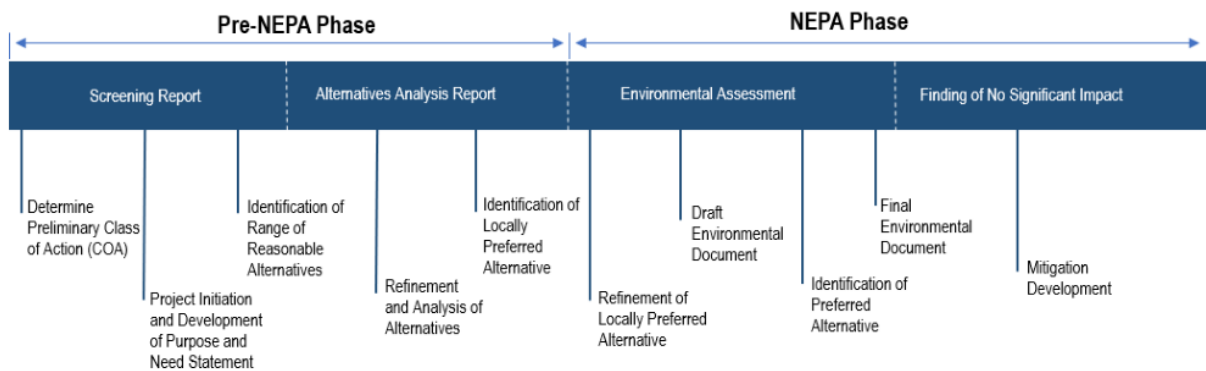 Pre-NEPA Phase
NEPA Phase
Screening Report
Alternatives Analysis Report
Environmental Assessment
Finding of No Significant Impact
Determine
Preliminary Class
of Action (COA)
Project Initiation
and Development
of Purpose and
Need Statement
Identification of
Range of
Reasonable
Alternatives
Refinement
and Analysis of
Alternatives
Identification of
Locally
Preferred
Alternative
Refinement of
Locally Preferred
Alternative
Draft
Environmental
Document
Identification of
Preferred
Alternative
Final
Environmental
Document
Mitigation
Development